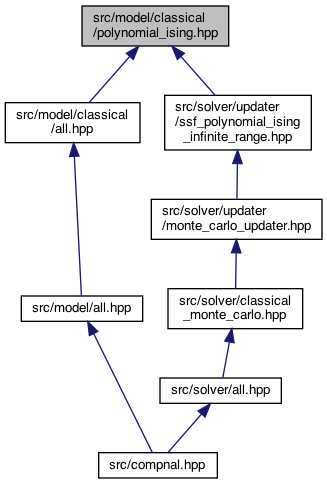 src/model/classical
/polynomial_ising.hpp
src/model/classical
/all.hpp
src/solver/updater
/ssf_polynomial_ising
_infinite_range.hpp
src/solver/updater
/monte_carlo_updater.hpp
src/model/all.hpp
src/solver/classical
_monte_carlo.hpp
src/solver/all.hpp
src/compnal.hpp